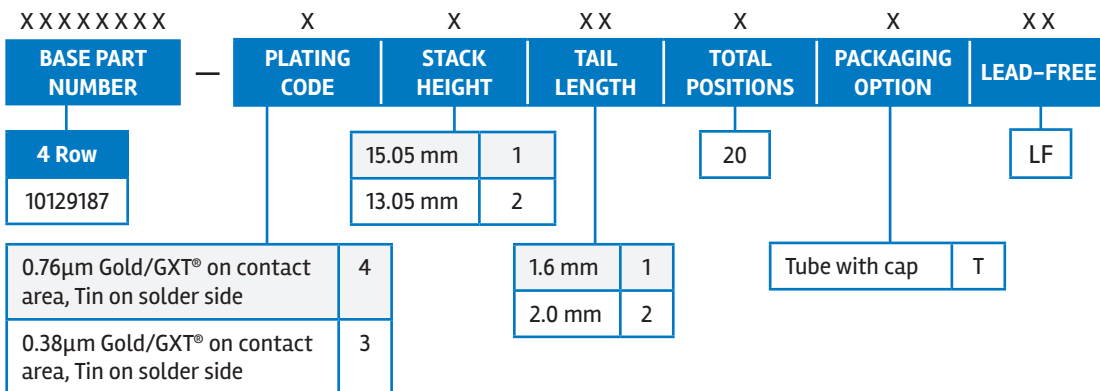 XXXXXXXX X X XX X X XX
BASE PART NUMBER — PLATING CODE STACK HEIGHT TAIL LENGTH TOTAL POSITIONS PACKAGING OPTION LEAD-FREE
4 Row
10129187
15.05 mm 1
13.05 mm 2
20
LF
0.76µm Gold/GXT® on contact
area, Tin on solder side
4
0.38µm Gold/GXT® on contact
area, Tin on solder side
3
1.6 mm 1
2.0 mm 2
Tube with cap T